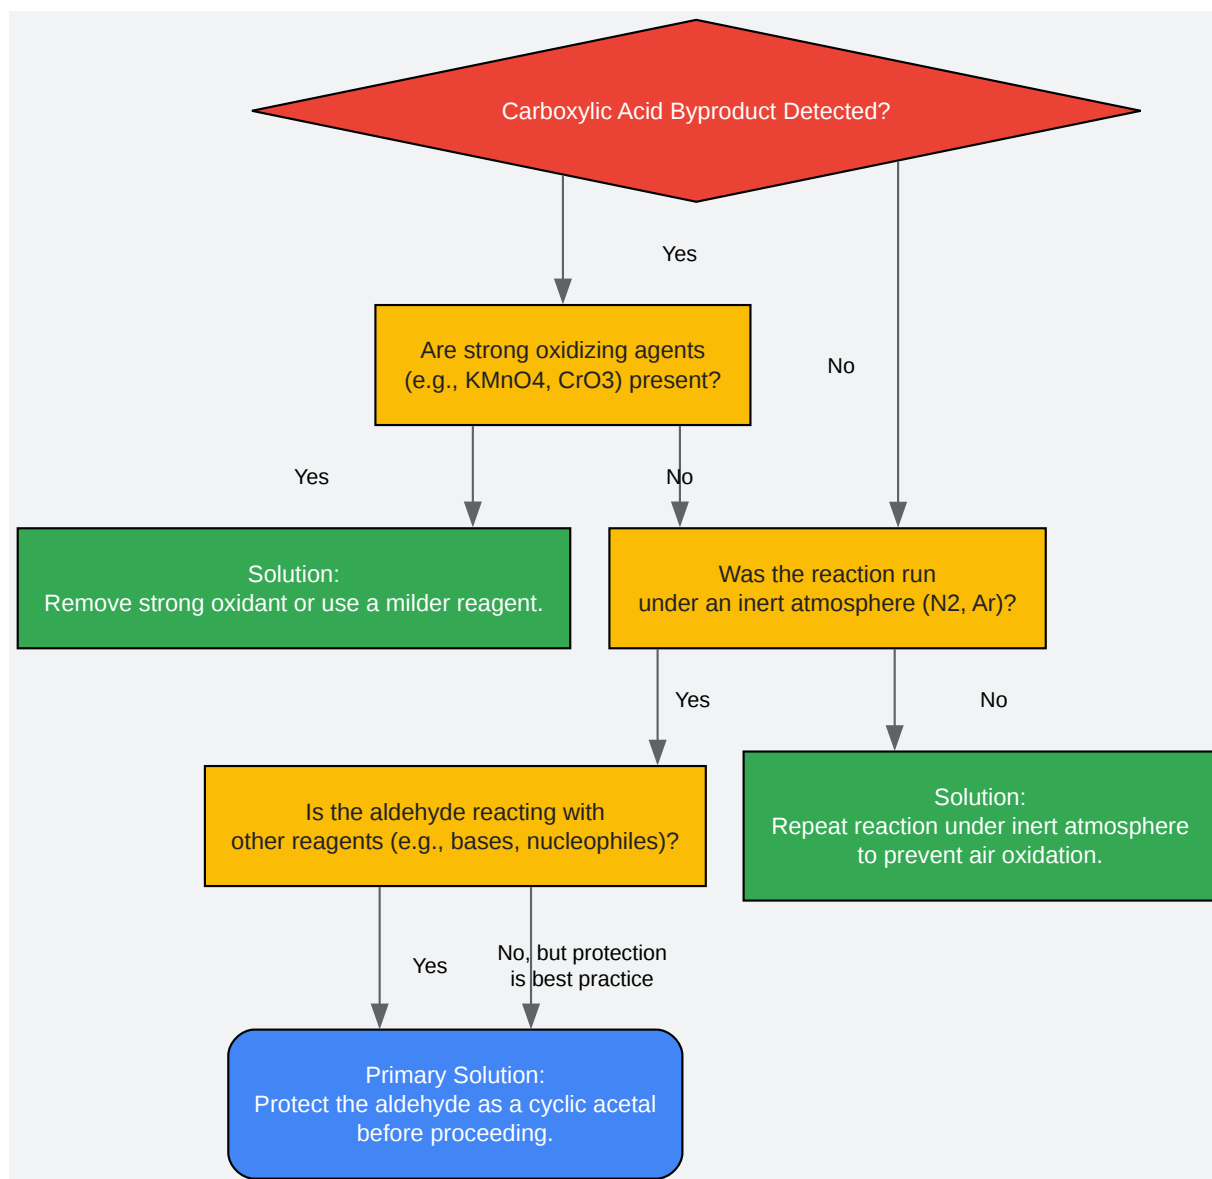 Carboxylic Acid Byproduct Detected?
Yes
Are strong oxidizing agents
(e.g., KMnO4, CrO3) present?
No
Yes
No
Solution:
Remove strong oxidant or use a milder reagent.
Was the reaction run
under an inert atmosphere (N2, Ar)?
Yes
No
Is the aldehyde reacting with
other reagents (e.g., bases, nucleophiles)?
Solution:
Repeat reaction under inert atmosphere
to prevent air oxidation.
Yes
No, but protection
is best practice
Primary Solution:
Protect the aldehyde as a cyclic acetal
before proceeding.